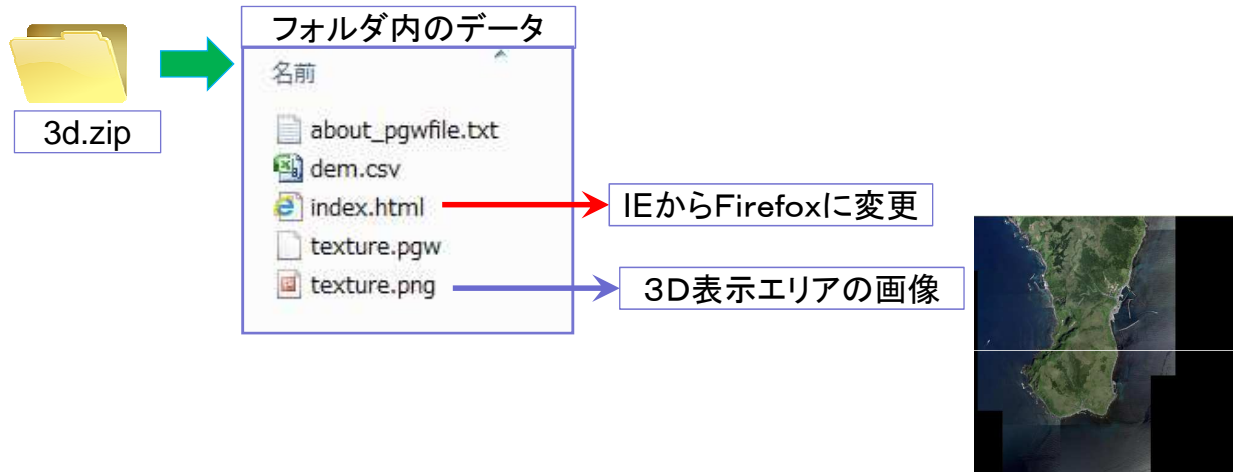 フォルダ内のデータ
3d.zip
名前
about_pgwfile.txt
dem.csv
index.html
IEからFirefoxに変更
texture.pgw
texture.png
3D表示エリアの画像